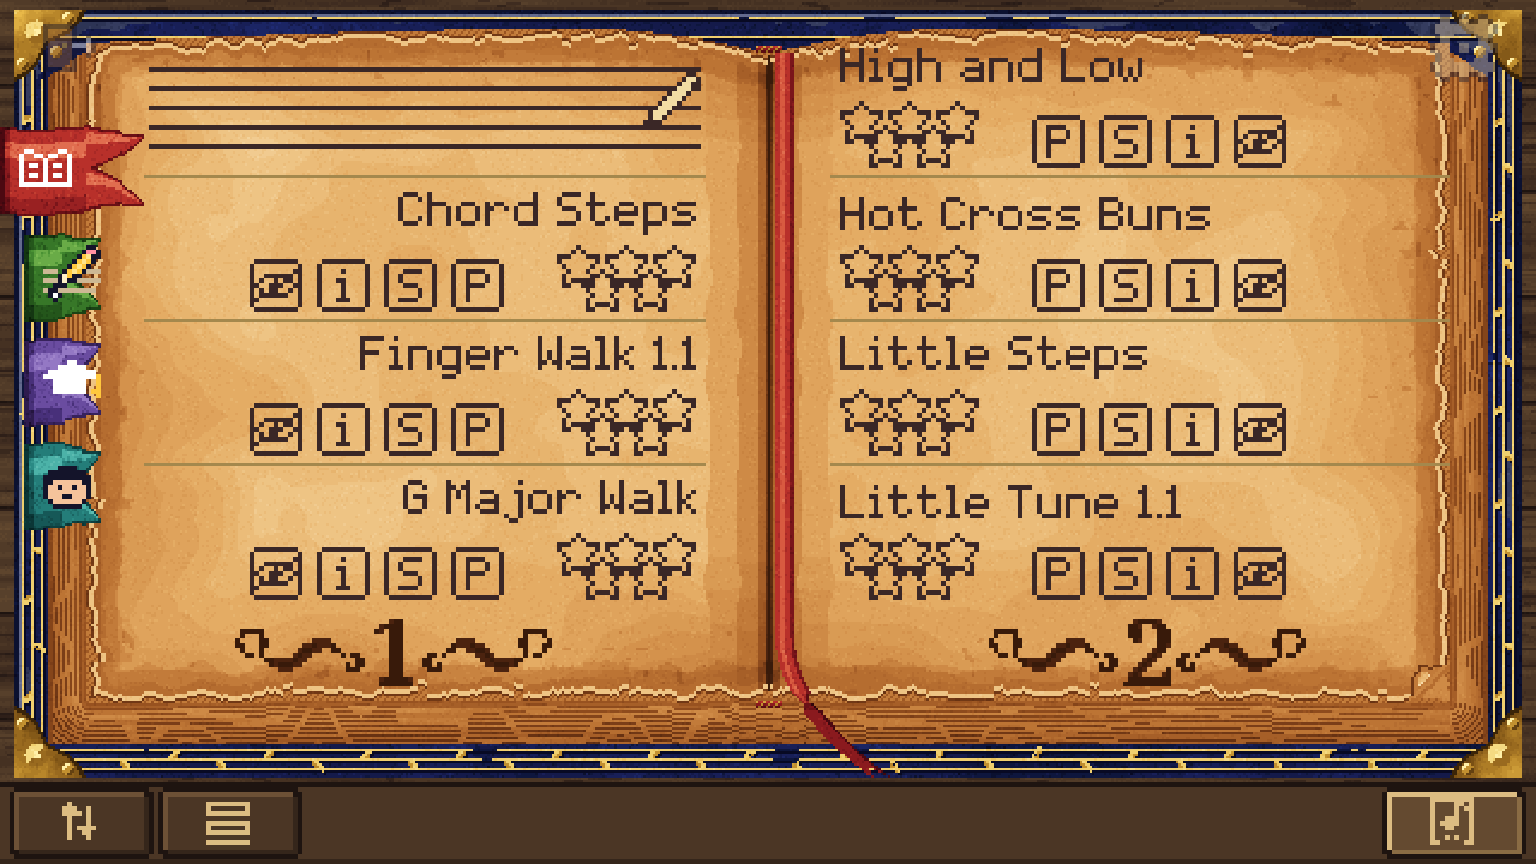 Chord Steps
i S P
Finger Walk 1.1
i S P
G Major Walk
i S P
1
High and Low
P S i
Hot Cross Buns
P S i
Little Steps
P S i
Little Tune 1.1
P S i
2